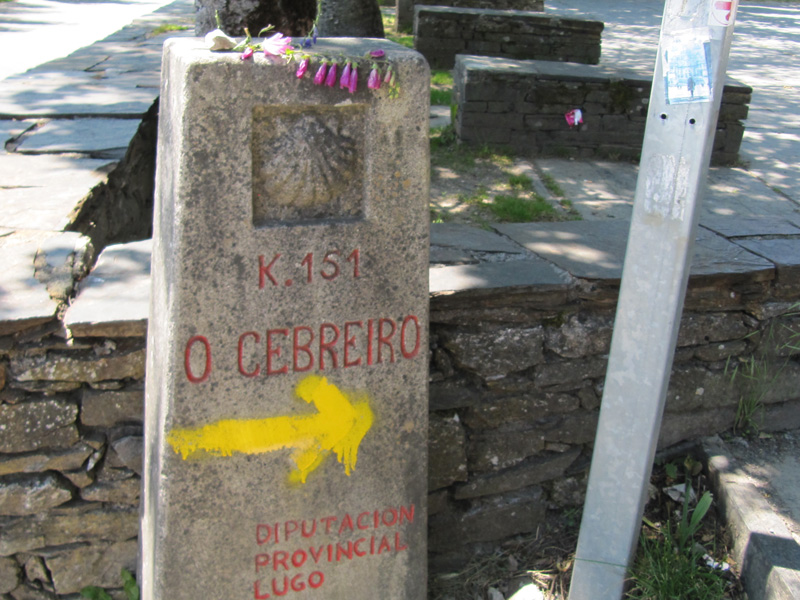 K.151
O CEBREIRO
DIPUTACION
PROVINCIAL
LUGO